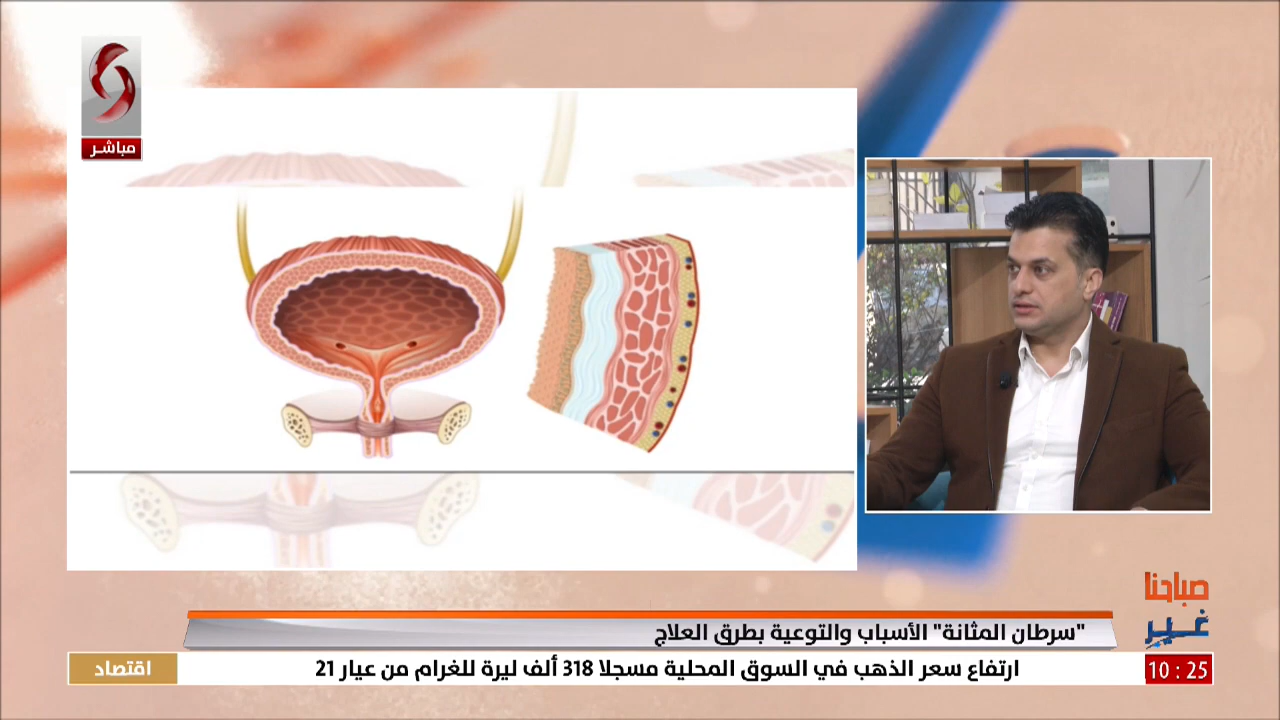 مباشر
صباحنا
غير
"سرطان المثانة" الأسباب والتوعية بطرق العلاج
اقتصاد
ارتفاع سعر الذهب في السوق المحلية مسجلا 318 ألف ليرة للغرام من عيار 21
10 : 25